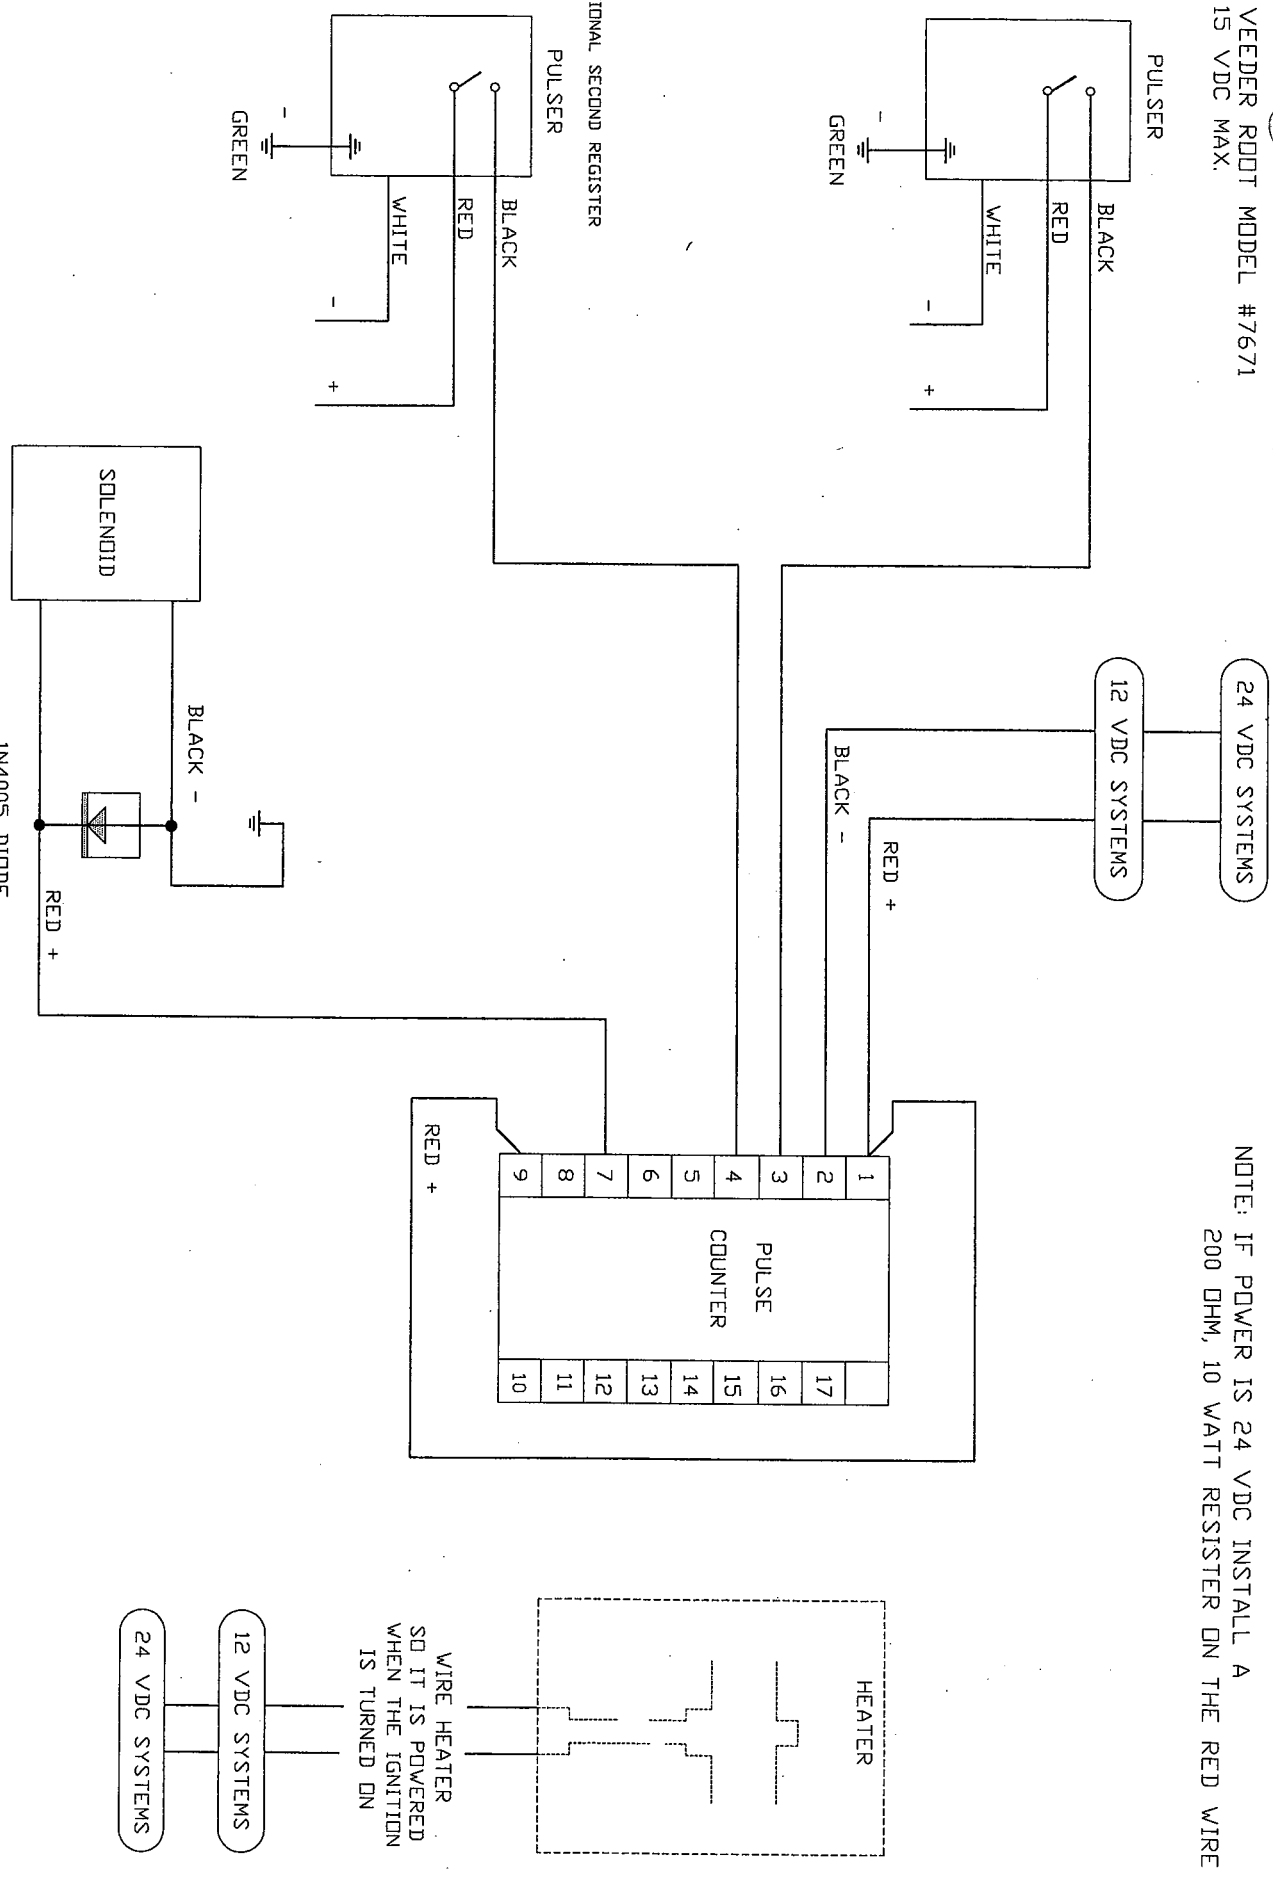 VEEDER ROOT MODEL #7671
15 VDC MAX.
NOTE: IF POWER IS 24 VDC INSTALL A
200 OHM, 10 WATT RESISTER ON THE RED WIRE
24 VDC SYSTEMS
12 VDC SYSTEMS
PULSER
BLACK
RED
WHITE
-
+
-
GREEN
RED +
BLACK -
SECOND REGISTER
PULSER
BLACK
RED
WHITE
-
+
-
GREEN
1
2
3
4
5
6
7
8
9
PULSE
COUNTER
17
16
15
14
13
12
11
10
RED +
HEATER
WIRE HEATER
SO IT IS POWERED
WHEN THE IGNITION
IS TURNED ON
12 VDC SYSTEMS
24 VDC SYSTEMS
SOLENOID
BLACK -
RED +
1N4005 DIODE